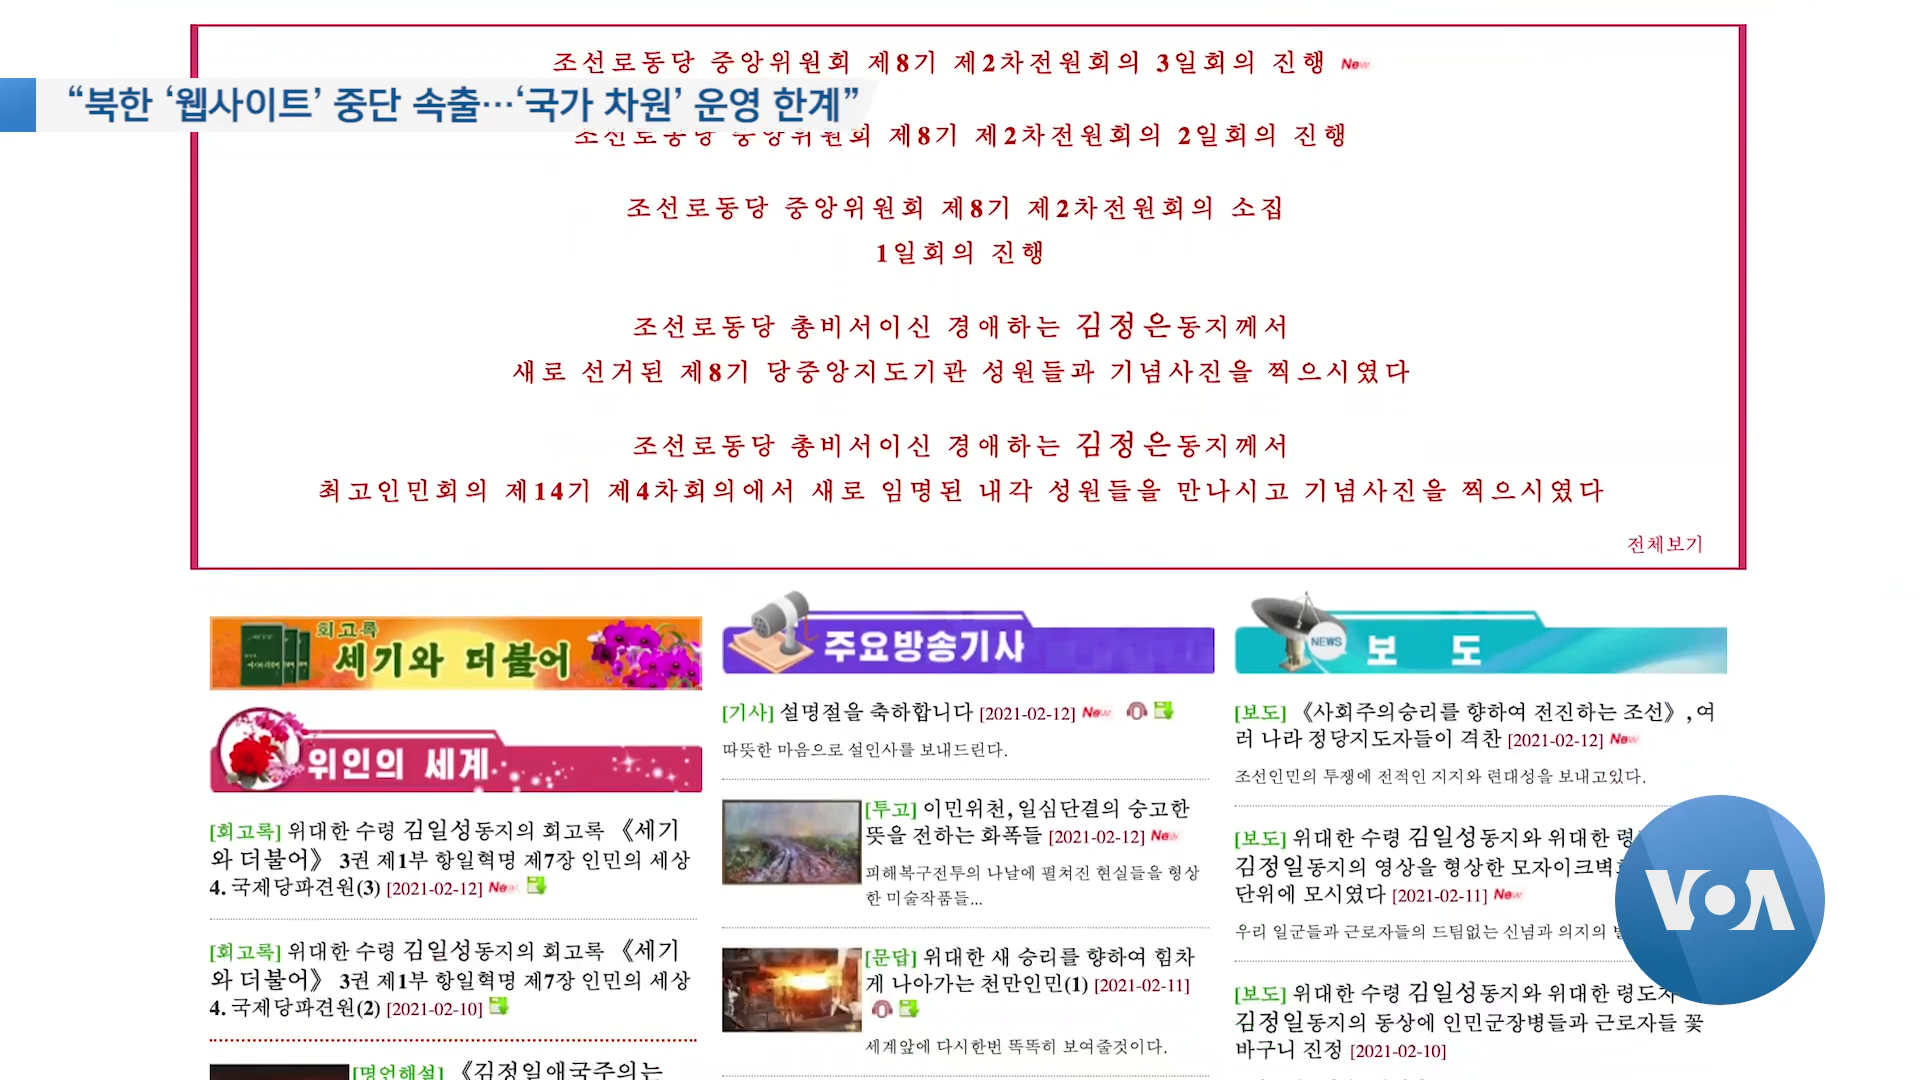 조선로동당 중앙위원회 제8기 제2차전원회의 3일회의 진행 New
“북한 ‘웹사이트’ 중단 속출…‘국가 차원’ 운영 한계”
조선로동당 중앙위원회 제8기 제2차전원회의 2일회의 진행
조선로동당 중앙위원회 제8기 제2차전원회의 소집
1일회의 진행
조선로동당 총비서이신 경애하는 김정은동지께서
새로 선거된 제8기 당중앙지도기관 성원들과 기념사진을 찍으시였다
조선로동당 총비서이신 경애하는 김정은동지께서
최고인민회의 제14기 제4차회의에서 새로 임명된 내각 성원들을 만나시고 기념사진을 찍으시였다
전체보기
회고록
세기와 더불어
위인의 세계
[회고록] 위대한 수령 김일성동지의 회고록 《세기
와 더불어》 3권 제1부 항일혁명 제7장 인민의 세상
4. 국제당파견원(3) [2021-02-12] New
[회고록] 위대한 수령 김일성동지의 회고록 《세기
와 더불어》 3권 제1부 항일혁명 제7장 인민의 세상
4. 국제당파견원(2) [2021-02-10]
[명언해설] 《김정일애국주의는
주요방송기사
[기사] 설명절을 축하합니다 [2021-02-12] New
따뜻한 마음으로 설인사를 보내드린다.
[투고] 이민위천, 일심단결의 숭고한
뜻을 전하는 화폭들 [2021-02-12] New
피해복구전투의 나날에 펼쳐진 현실들을 형상
한 미술작품들...
[문답] 위대한 새 승리를 향하여 힘차
게 나아가는 천만인민(1) [2021-02-11]
세계앞에 다시한번 똑똑히 보여줄것이다.
NEWS
보 도
[보도] 《사회주의승리를 향하여 전진하는 조선》, 여
러 나라 정당지도자들이 격찬 [2021-02-12] New
조선인민의 투쟁에 전적인 지지와 련대성을 보내고있다.
[보도] 위대한 수령 김일성동지와 위대한
김정일동지의 영상을 형상한 모자이크벽
단위에 모시였다 [2021-02-11] New
우리 일군들과 근로자들의 드팀없는 신념과 의지의
VOA
[보도] 위대한 수령 김일성동지와 위대한 령도자
김정일동지의 동상에 인민군장병들과 근로자들 꽃
바구니 진정 [2021-02-10]